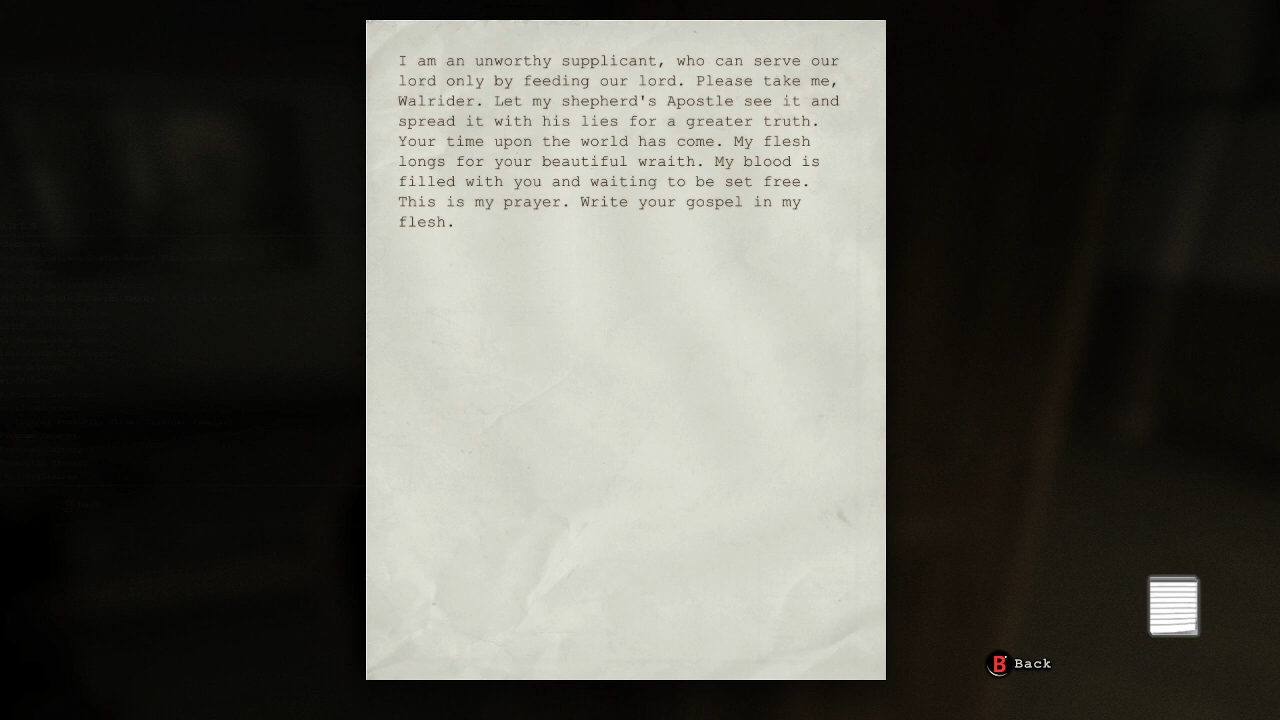 I am an unworthy supplicant, who can serve our
lord only by feeding our lord. Please take me,
Walrider. Let my shepherd's Apostle see it and
spread it with his lies for a greater truth.
Your time upon the world has come. My flesh
longs for your beautiful wraith. My blood is
filled with you and waiting to be set free.
This is my prayer. Write your gospel in my
flesh.
B Back